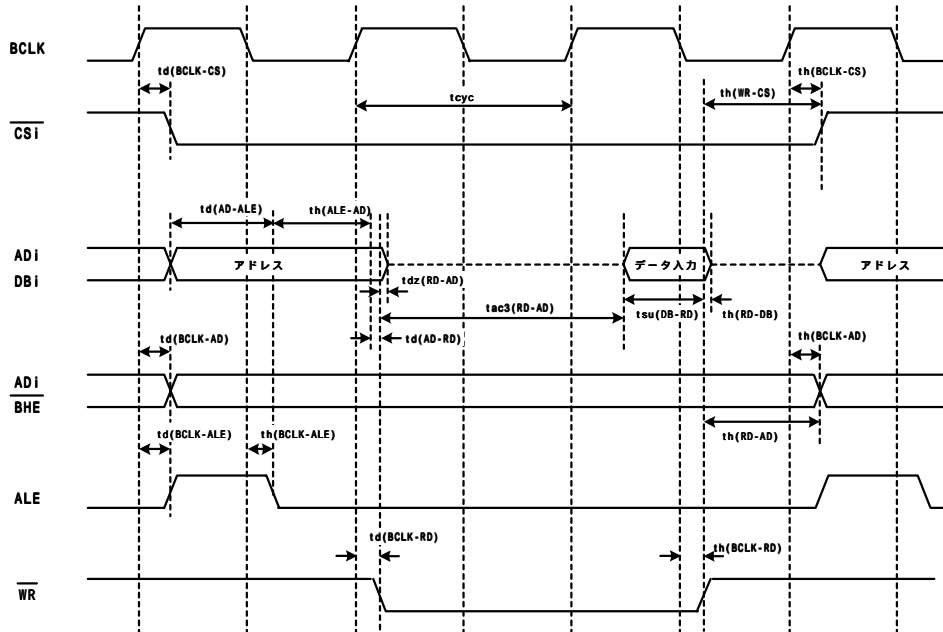 BCLK
td(BCLK-CS)
tcyc
th(WR-CS)
th(BCLK-CS)
CSi
td(AD-ALE)
th(ALE-AD)
ADi
DBi
アドレス
データ入力
アドレス
tdz(RD-AD)
tac3(RD-AD)
tsu(DB-RD)
th(RD-DB)
td(AD-RD)
td(BCLK-AD)
th(BCLK-AD)
ADi
BHE
td(BCLK-ALE)
th(BCLK-ALE)
th(RD-AD)
ALE
td(BCLK-RD)
th(BCLK-RD)
WR